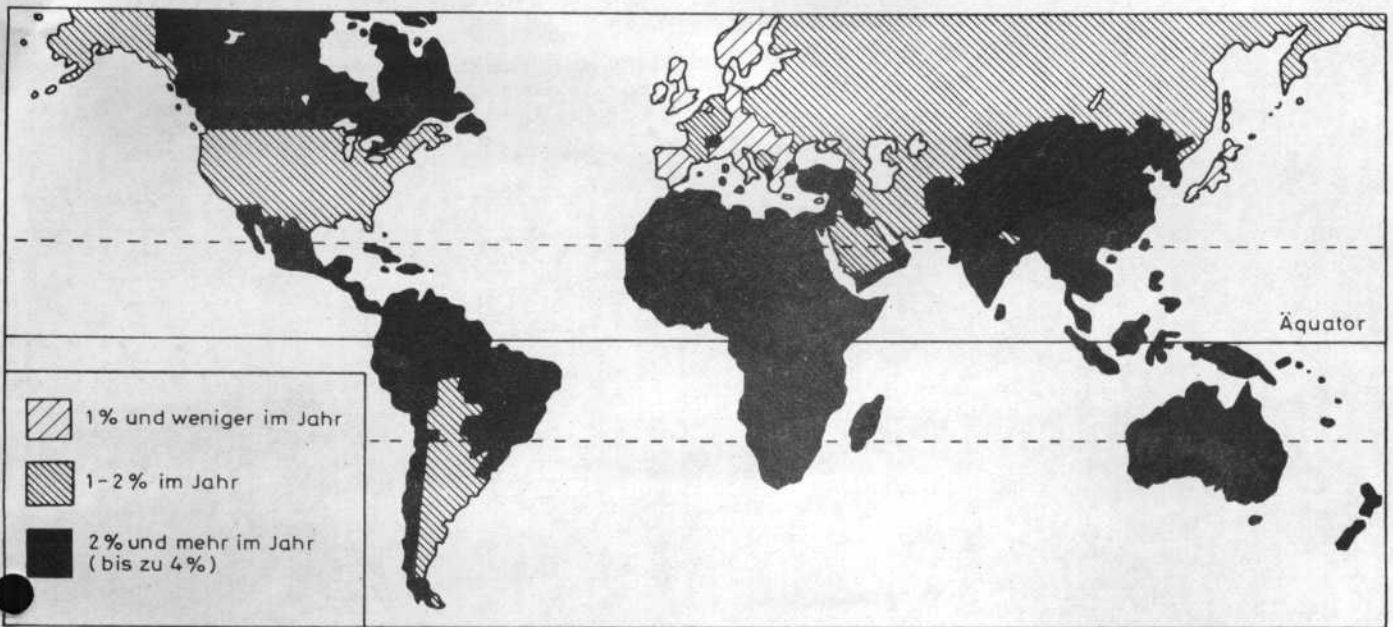 Äquator
1% und weniger im Jahr
1-2% im Jahr
2% und mehr im Jahr
(bis zu 4%)